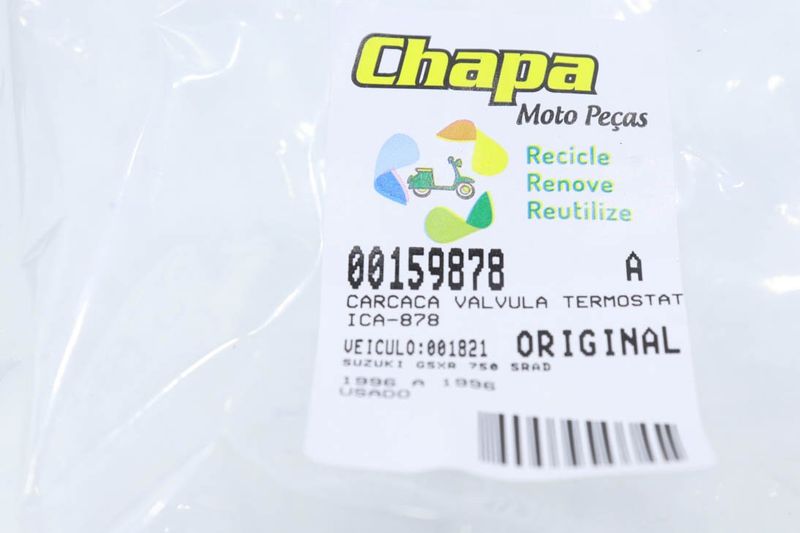 Chapa
Moto Peças
Recicle
Renove
Reutilize
00159878 A
CARCACA VALVULA TERMOSTAT
ICA-878
VEICULO:001821 ORIGINAL
SUZUKI GSXR 750 SRAD
1996 A 1996
USADO